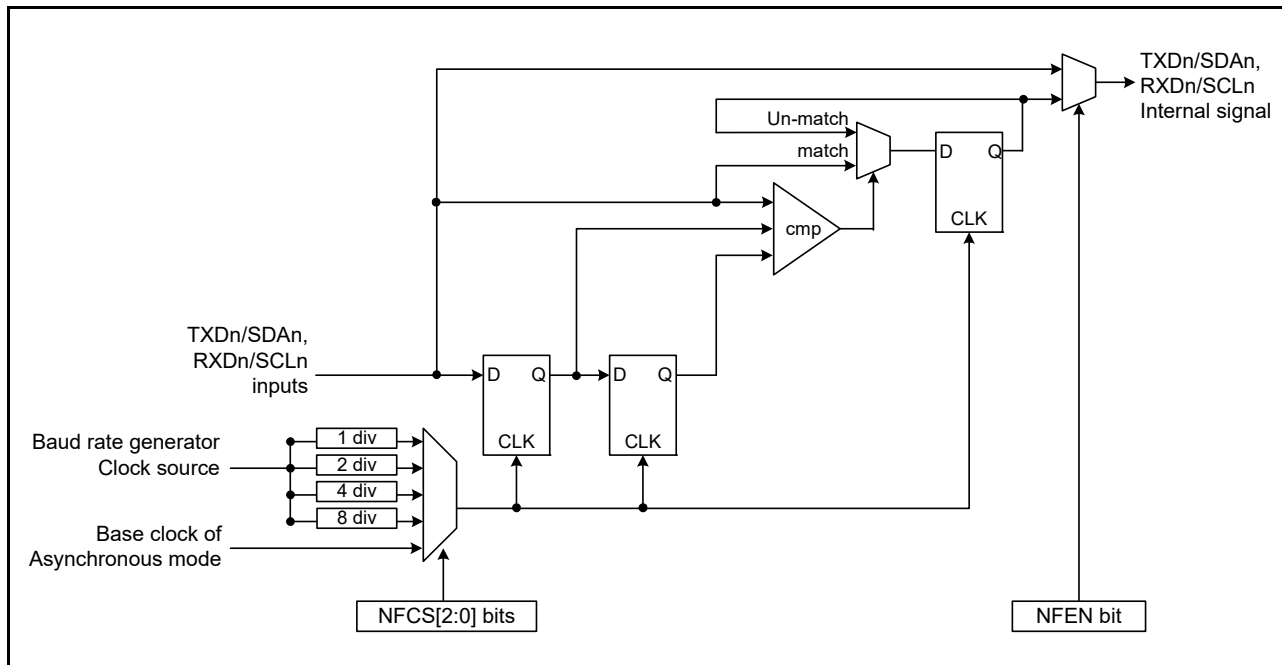 TXDn/SDAn,
RXDn/SCLn
Internal signal
Un-match
match
D
Q
CLK
cmp
TXDn/SDAn,
RXDn/SCLn
inputs
D
Q
CLK
D
Q
CLK
Baud rate generator
Clock source
1 div
2 div
4 div
8 div
Base clock of
Asynchronous mode
NFCS[2:0] bits
NFEN bit